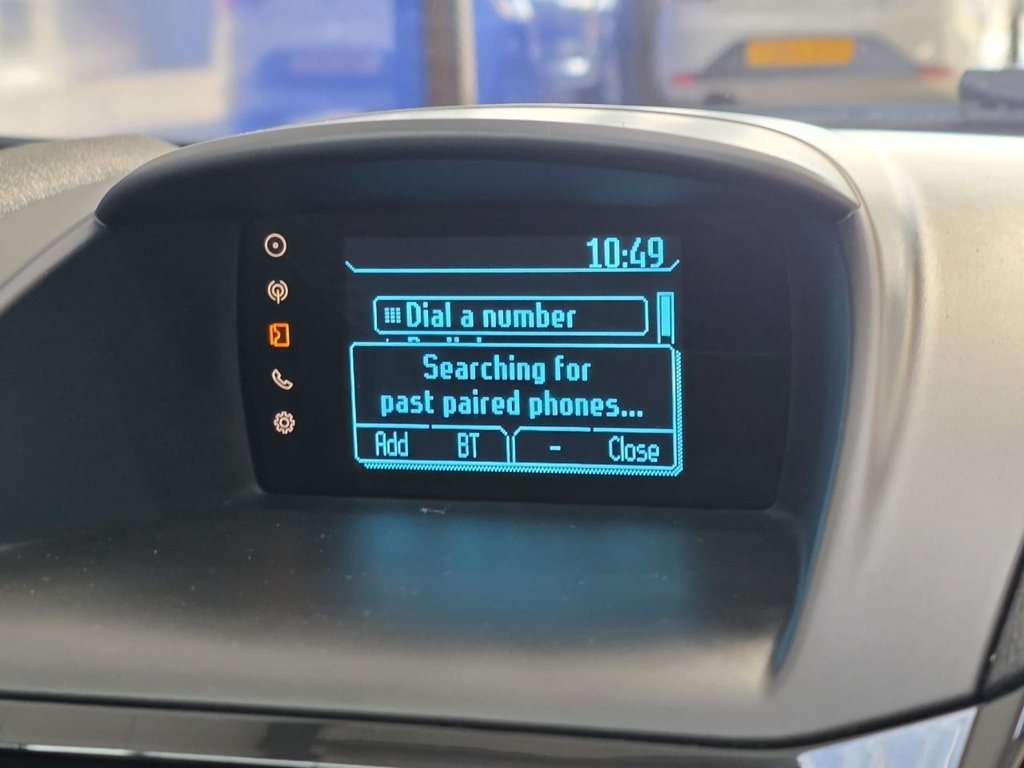 10:49
Dial a number
Searching for
past paired phones...
Add BT - Close